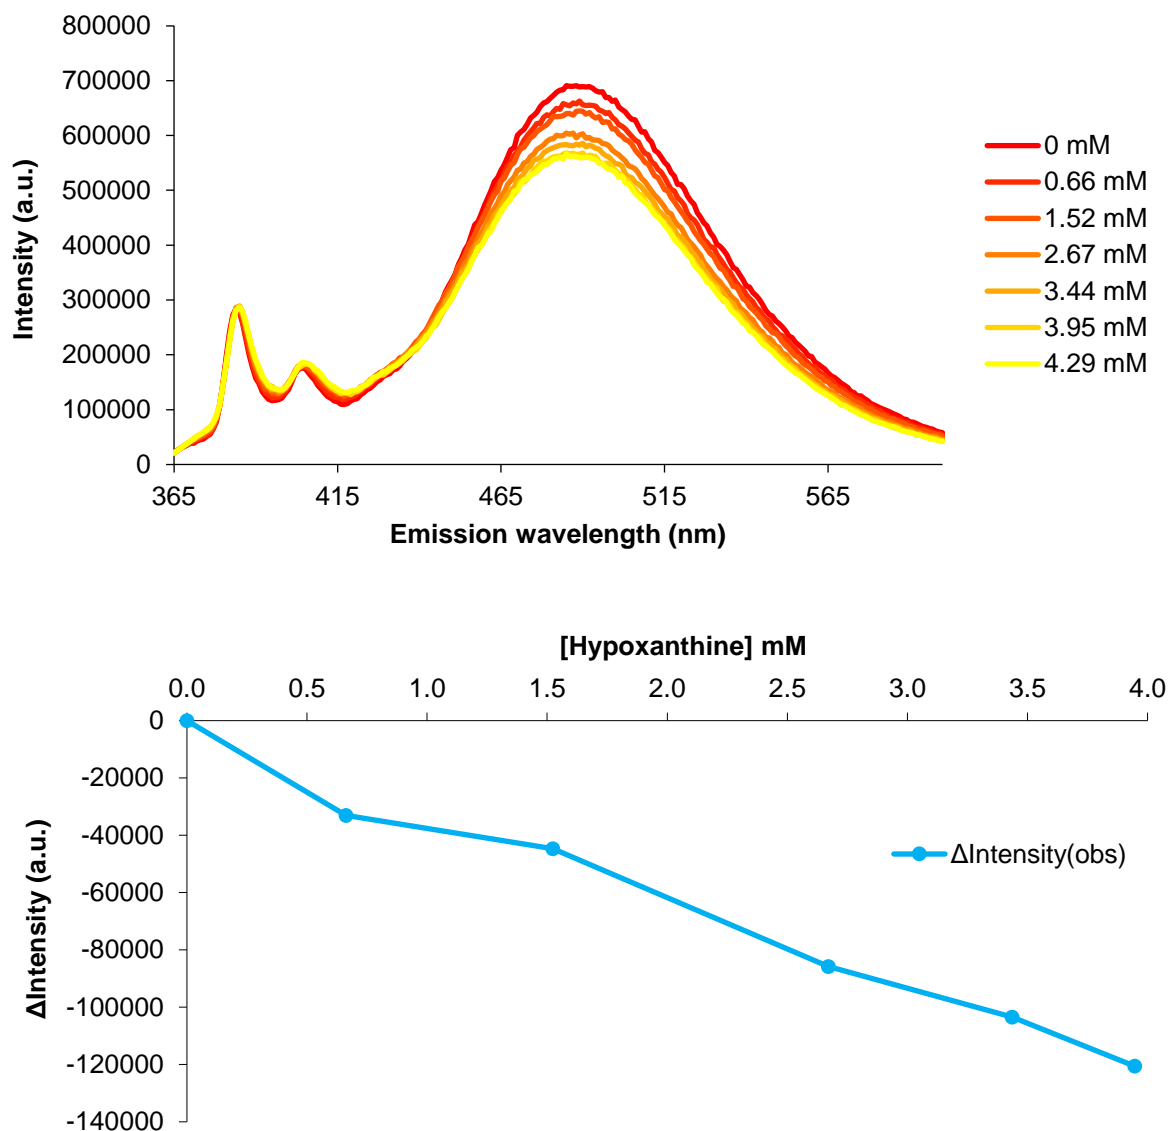 800000
700000
600000
500000
400000
300000
200000
100000
0
Intensity (a.u.)
365 415 465 515 565
Emission wavelength (nm)
0 mM
0.66 mM
1.52 mM
2.67 mM
3.44 mM
3.95 mM
4.29 mM
[Hypoxanthine] mM
0.0 0.5 1.0 1.5 2.0 2.5 3.0 3.5 4.0
0
-20000
-40000
-60000
-80000
-100000
-120000
-140000
ΔIntensity (a.u.)
ΔIntensity(obs)